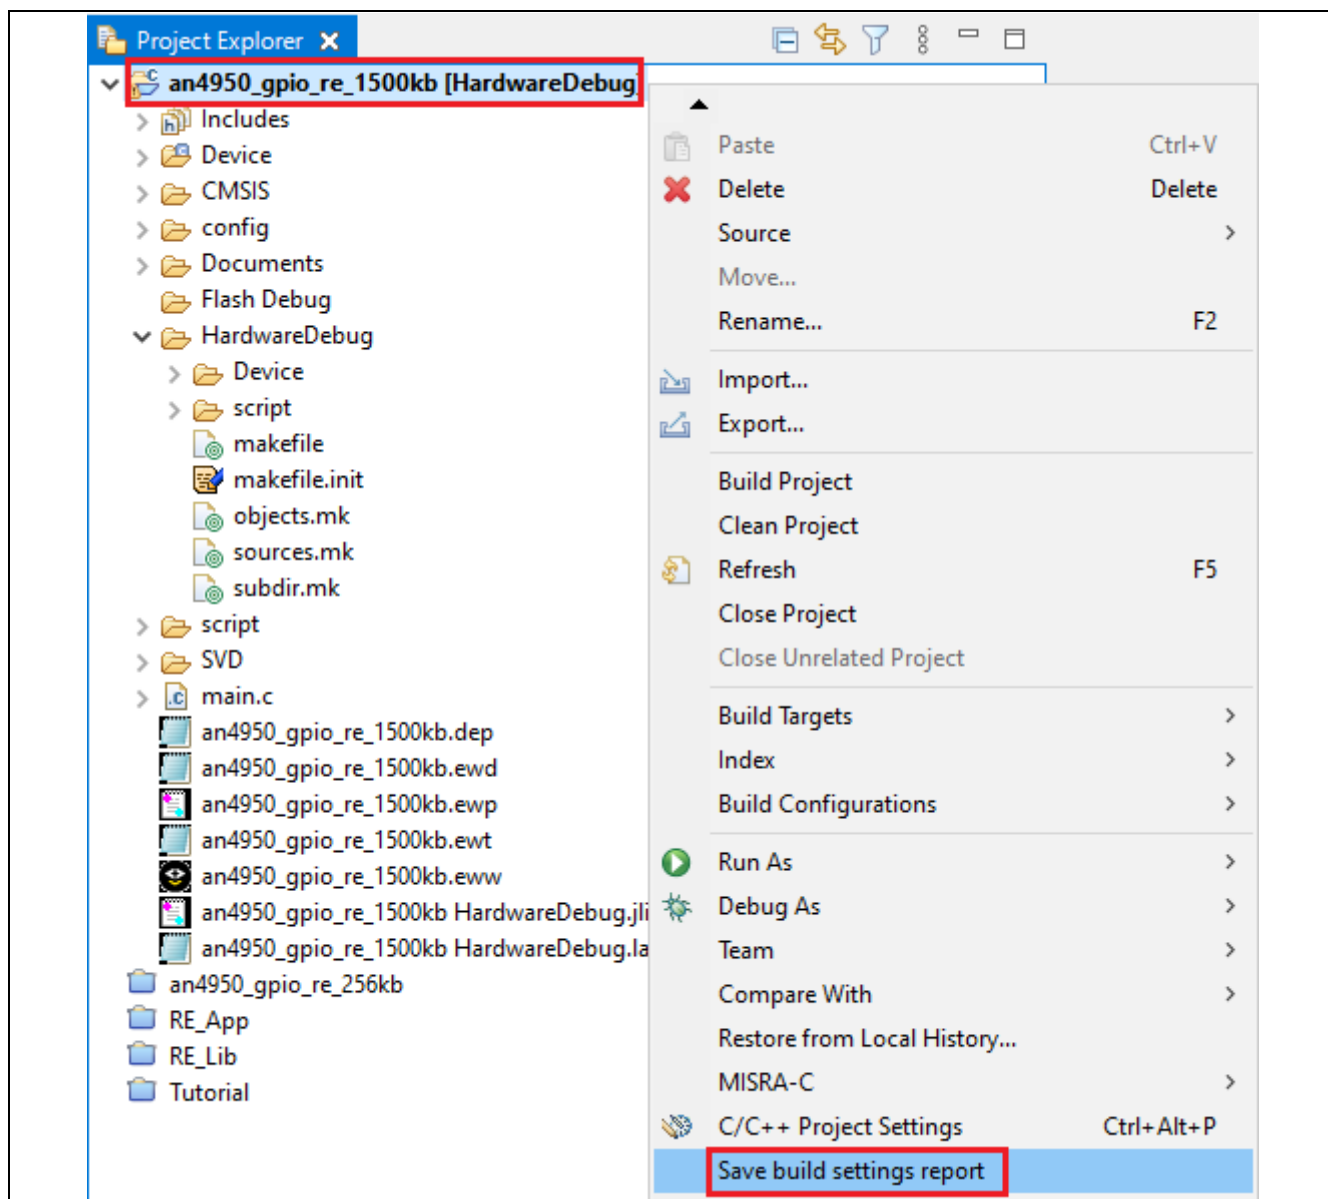 Project Explorer
an4950_gpio_re_1500kb [HardwareDebug]
Includes
Device
CMSIS
config
Documents
Flash Debug
HardwareDebug
Device
script
makefile
makefile.init
objects.mk
sources.mk
subdir.mk
script
SVD
main.c
an4950_gpio_re_1500kb.dep
an4950_gpio_re_1500kb.ewd
an4950_gpio_re_1500kb.ewp
an4950_gpio_re_1500kb.ewt
an4950_gpio_re_1500kb.eww
an4950_gpio_re_1500kb HardwareDebug.jli
an4950_gpio_re_1500kb HardwareDebug.la
an4950_gpio_re_256kb
RE_App
RE_Lib
Tutorial
Paste Ctrl+V
Delete Delete
Source
Move...
Rename... F2
Import...
Export...
Build Project
Clean Project
Refresh F5
Close Project
Close Unrelated Project
Build Targets
Index
Build Configurations
Run As
Debug As
Team
Compare With
Restore from Local History...
MISRA-C
C/C++ Project Settings Ctrl+Alt+P
Save build settings report